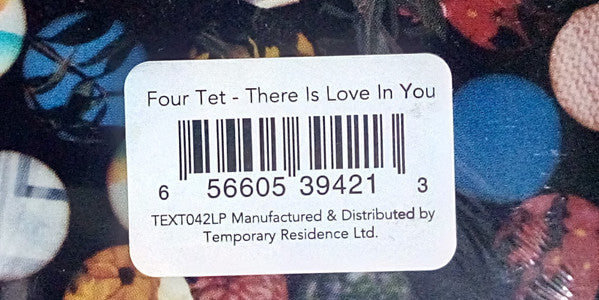 Four Tet - There Is Love In You
6 56605 39421 3
TEXT042LP Manufactured & Distributed by
Temporary Residence Ltd.